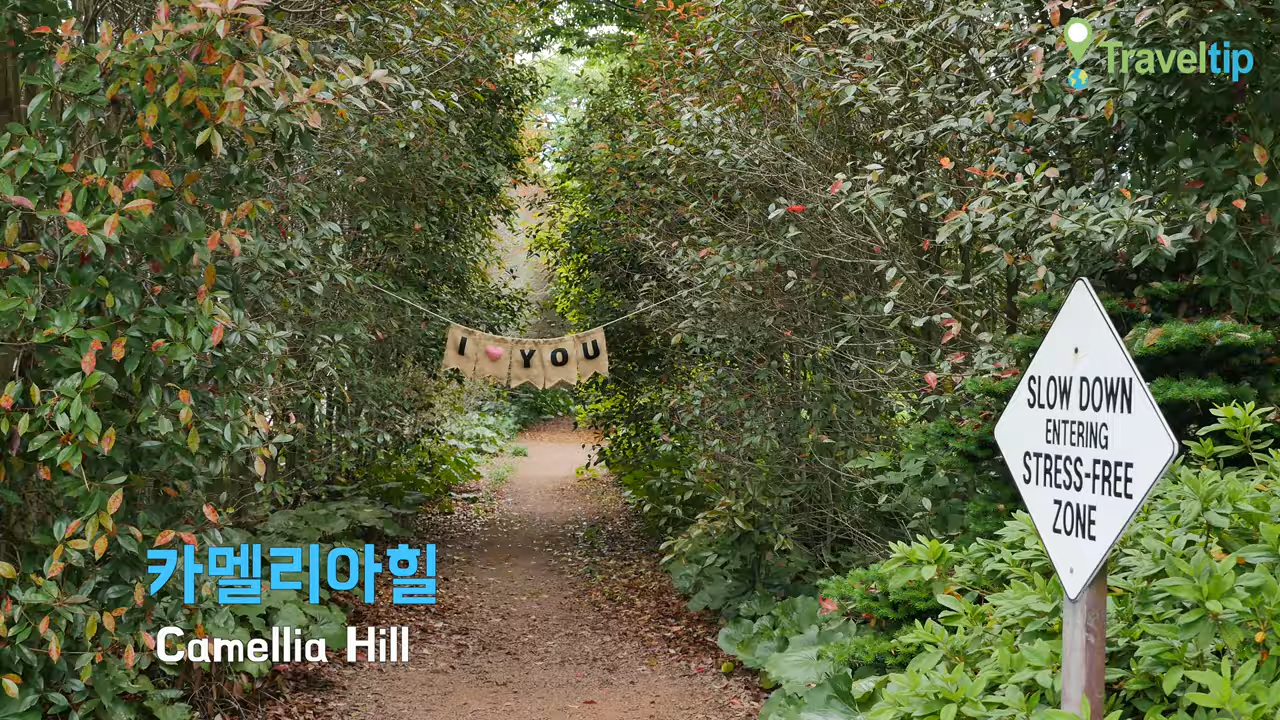 Traveltip
I ♥ YOU
SLOW DOWN
ENTERING
STRESS-FREE
ZONE
카멜리아힐
Camellia Hill